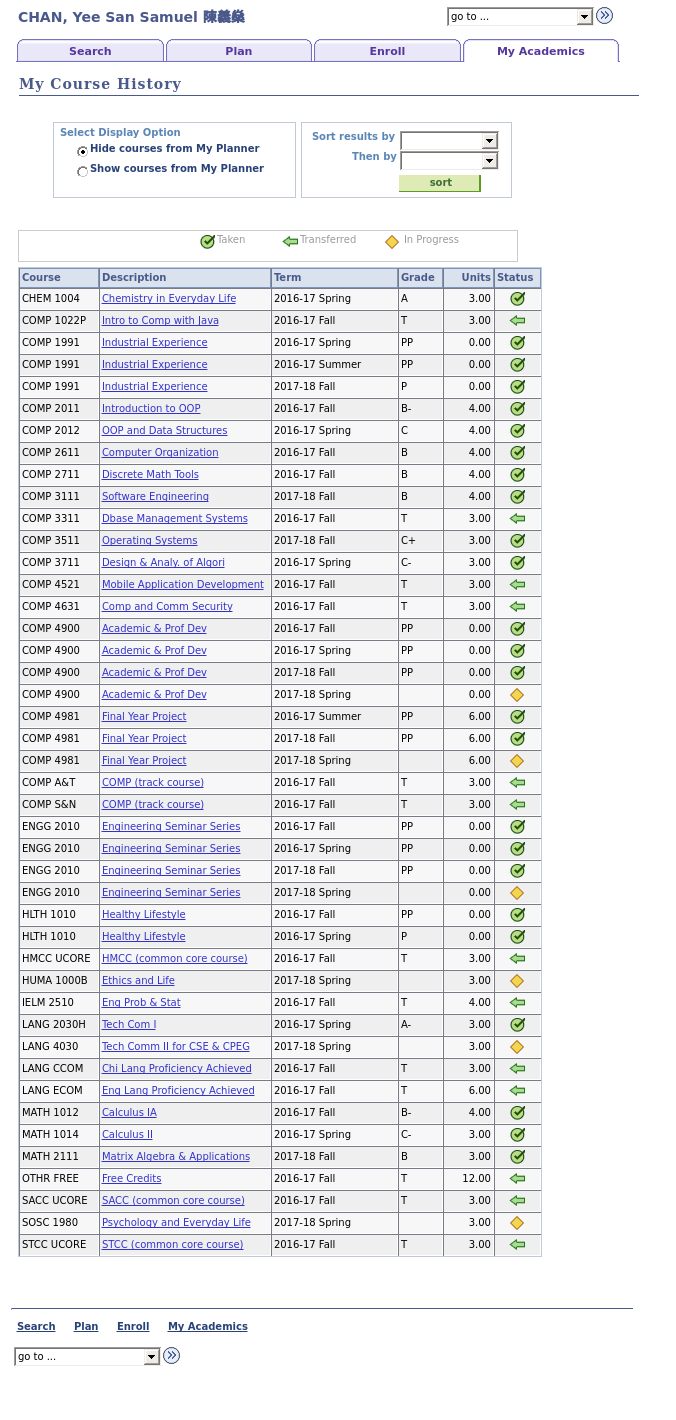 CHAN, Yee San Samuel 陳義燊
go to ...
Search Plan Enroll My Academics
My Course History
Select Display Option
Hide courses from My Planner
Show courses from My Planner
Sort results by
Then by
sort
Taken Transferred In Progress
Course Description Term Grade Units Status
CHEM 1004 Chemistry in Everyday Life 2016-17 Spring A 3.00
COMP 1022P Intro to Comp with Java 2016-17 Fall T 3.00
COMP 1991 Industrial Experience 2016-17 Spring PP 0.00
COMP 1991 Industrial Experience 2016-17 Summer PP 0.00
COMP 1991 Industrial Experience 2017-18 Fall P 0.00
COMP 2011 Introduction to OOP 2016-17 Fall B- 4.00
COMP 2012 OOP and Data Structures 2016-17 Spring C 4.00
COMP 2611 Computer Organization 2016-17 Fall B 4.00
COMP 2711 Discrete Math Tools 2016-17 Fall B 4.00
COMP 3111 Software Engineering 2017-18 Fall B 4.00
COMP 3311 Dbase Management Systems 2016-17 Fall T 3.00
COMP 3511 Operating Systems 2017-18 Fall C+ 3.00
COMP 3711 Design & Analy. of Algori 2016-17 Spring C- 3.00
COMP 4521 Mobile Application Development 2016-17 Fall T 3.00
COMP 4631 Comp and Comm Security 2016-17 Fall T 3.00
COMP 4900 Academic & Prof Dev 2016-17 Fall PP 0.00
COMP 4900 Academic & Prof Dev 2016-17 Spring PP 0.00
COMP 4900 Academic & Prof Dev 2017-18 Fall PP 0.00
COMP 4900 Academic & Prof Dev 2017-18 Spring 0.00
COMP 4981 Final Year Project 2016-17 Summer PP 6.00
COMP 4981 Final Year Project 2017-18 Fall PP 6.00
COMP 4981 Final Year Project 2017-18 Spring 6.00
COMP A&T COMP (track course) 2016-17 Fall T 3.00
COMP S&N COMP (track course) 2016-17 Fall T 3.00
ENGG 2010 Engineering Seminar Series 2016-17 Fall PP 0.00
ENGG 2010 Engineering Seminar Series 2016-17 Spring PP 0.00
ENGG 2010 Engineering Seminar Series 2017-18 Fall PP 0.00
ENGG 2010 Engineering Seminar Series 2017-18 Spring 0.00
HLTH 1010 Healthy Lifestyle 2016-17 Fall PP 0.00
HLTH 1010 Healthy Lifestyle 2016-17 Spring P 0.00
HMCC UCORE HMCC (common core course) 2016-17 Fall T 3.00
HUMA 1000B Ethics and Life 2017-18 Spring 3.00
IELM 2510 Eng Prob & Stat 2016-17 Fall T 4.00
LANG 2030H Tech Com I 2016-17 Spring A- 3.00
LANG 4030 Tech Comm II for CSE & CPEG 2017-18 Spring 3.00
LANG CCOM Chi Lang Proficiency Achieved 2016-17 Fall T 3.00
LANG ECOM Eng Lang Proficiency Achieved 2016-17 Fall T 6.00
MATH 1012 Calculus IA 2016-17 Fall B- 4.00
MATH 1014 Calculus II 2016-17 Spring C- 3.00
MATH 2111 Matrix Algebra & Applications 2017-18 Fall B 3.00
OTHR FREE Free Credits 2016-17 Fall T 12.00
SACC UCORE SACC (common core course) 2016-17 Fall T 3.00
SOSC 1980 Psychology and Everyday Life 2017-18 Spring 3.00
STCC UCORE STCC (common core course) 2016-17 Fall T 3.00
Search Plan Enroll My Academics
go to ...